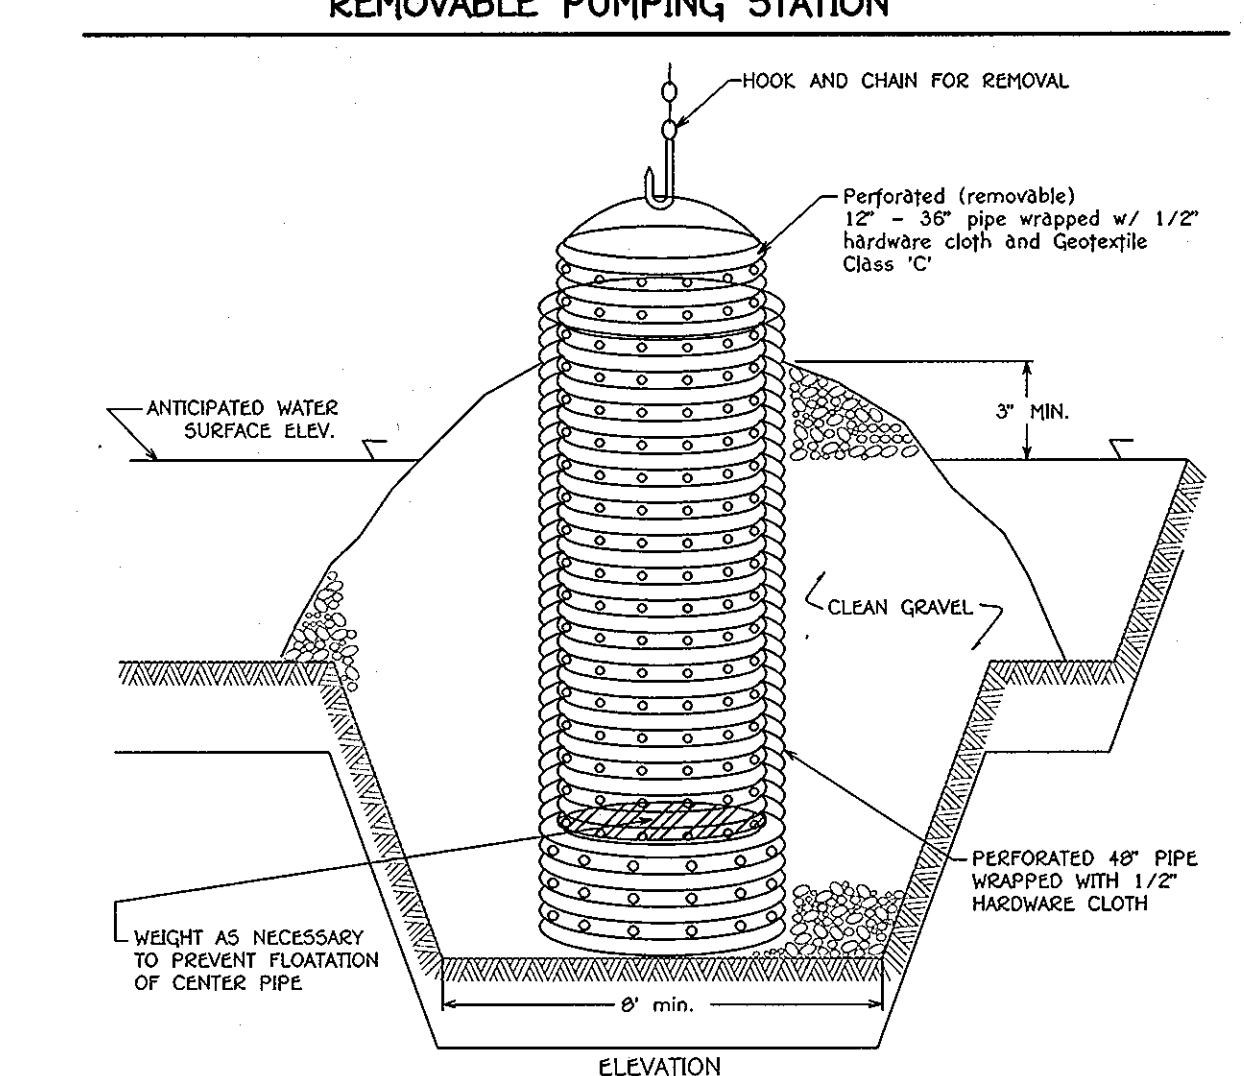 REMOVABLE PUMPING STATION
HOOK AND CHAIN FOR REMOVAL
Perforated (removable)
12" - 36" pipe wrapped w/ 1/2"
hardware cloth and Geotextile
Class 'C'
ANTICIPATED WATER
SURFACE ELEV.
3" MIN.
CLEAN GRAVEL
PERFORATED 48" PIPE
WRAPPED WITH 1/2"
HARDWARE CLOTH
WEIGHT AS NECESSARY
TO PREVENT FLOATATION
OF CENTER PIPE
8' min.
ELEVATION